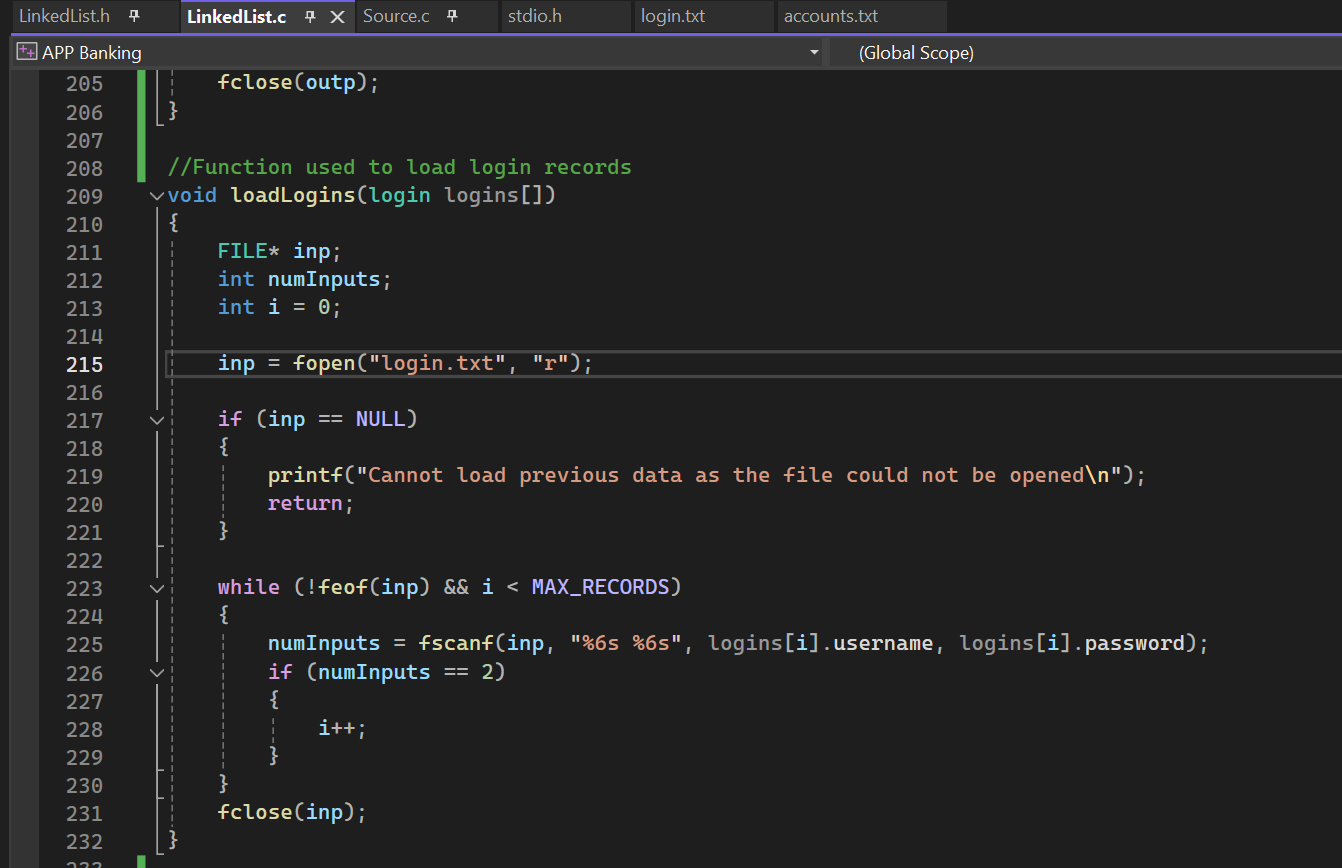 LinkedList.h LinkedList.c Source.c stdio.h login.txt accounts.txt
APP Banking (Global Scope)
205 fclose(outp);
206 }
207
208 //Function used to load login records
209 void loadLogins(login logins[])
210 {
211 FILE* inp;
212 int numInputs;
213 int i = 0;
214
215 inp = fopen("login.txt", "r");
216
217 if (inp == NULL)
218 {
219 printf("Cannot load previous data as the file could not be opened\n");
220 return;
221 }
222
223 while (!feof(inp) && i < MAX_RECORDS)
224 {
225 numInputs = fscanf(inp, "%6s %6s", logins[i].username, logins[i].password);
226 if (numInputs == 2)
227 {
228 i++;
229 }
230 }
231 fclose(inp);
232 }
233